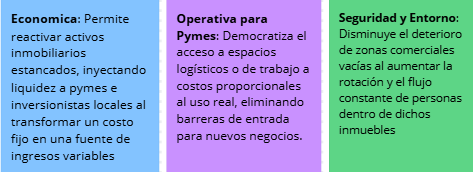 Economica: Permite
reactivar activos
inmobiliarios
estancados, inyectando
liquidez a pymes e
inversionistas locales al
transformar un costo
fijo en una fuente de
ingresos variables
Operativa para
Pymes: Democratiza el
acceso a espacios
logísticos o de trabajo a
costos proporcionales
al uso real, eliminando
barreras de entrada
para nuevos negocios.
Seguridad y Entorno:
Disminuye el deterioro
de zonas comerciales
vacías al aumentar la
rotación y el flujo
constante de personas
dentro de dichos
inmuebles